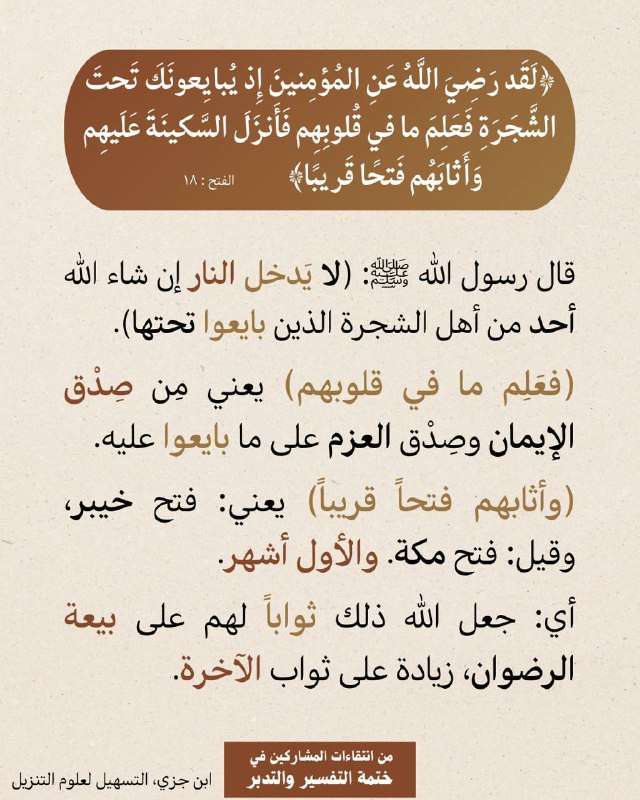 ﴿لَقَد رَضِيَ اللَّهُ عَنِ المُؤمِنينَ إِذ يُبايِعونَكَ تَحتَ
الشَّجَرَةِ فَعَلِمَ ما في قُلوبِهِم فَأَنزَلَ السَّكينَةَ عَلَيهِم
وَأَثابَهُم فَتحًا قَريبًا﴾ الفتح : ١٨
قال رسول الله ﷺ: (لا يَدخل النار إن شاء الله
أحد من أهل الشجرة الذين بايعوا تحتها).
(فعَلِم ما في قلوبهم) يعني مِن صِدْق
الإيمان وصِدْق العزم على ما بايعوا عليه.
(وأثابهم فتحاً قريباً) يعني: فتح خيبر،
وقيل: فتح مكة. والأول أشهر.
أي: جعل الله ذلك ثواباً لهم على بيعة
الرضوان، زيادة على ثواب الآخرة.
من انتقاءات المشاركين في
ختمة التفسير والتدبر
ابن جزي، التسهيل لعلوم التنزيل